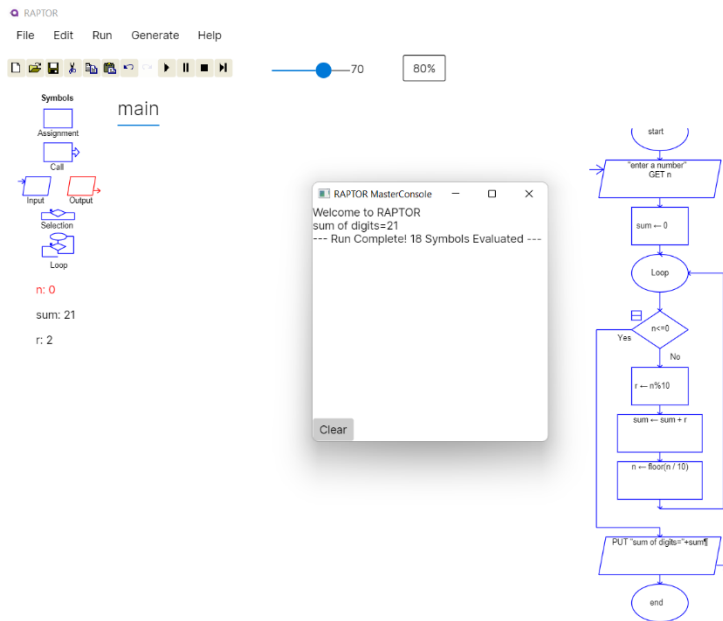 RAPTOR
File Edit Run Generate Help
70
80%
Symbols
Assignment
Call
Input Output
Selection
Loop
n: 0
sum: 21
r: 2
main
RAPTOR MasterConsole
Welcome to RAPTOR
sum of digits=21
--- Run Complete! 18 Symbols Evaluated ---
Clear
start
"enter a number"
GET n
sum ← 0
Loop
n<=0
Yes
No
r ← n%10
sum ← sum + r
n ← floor(n / 10)
PUT "sum of digits="+sum¶
end